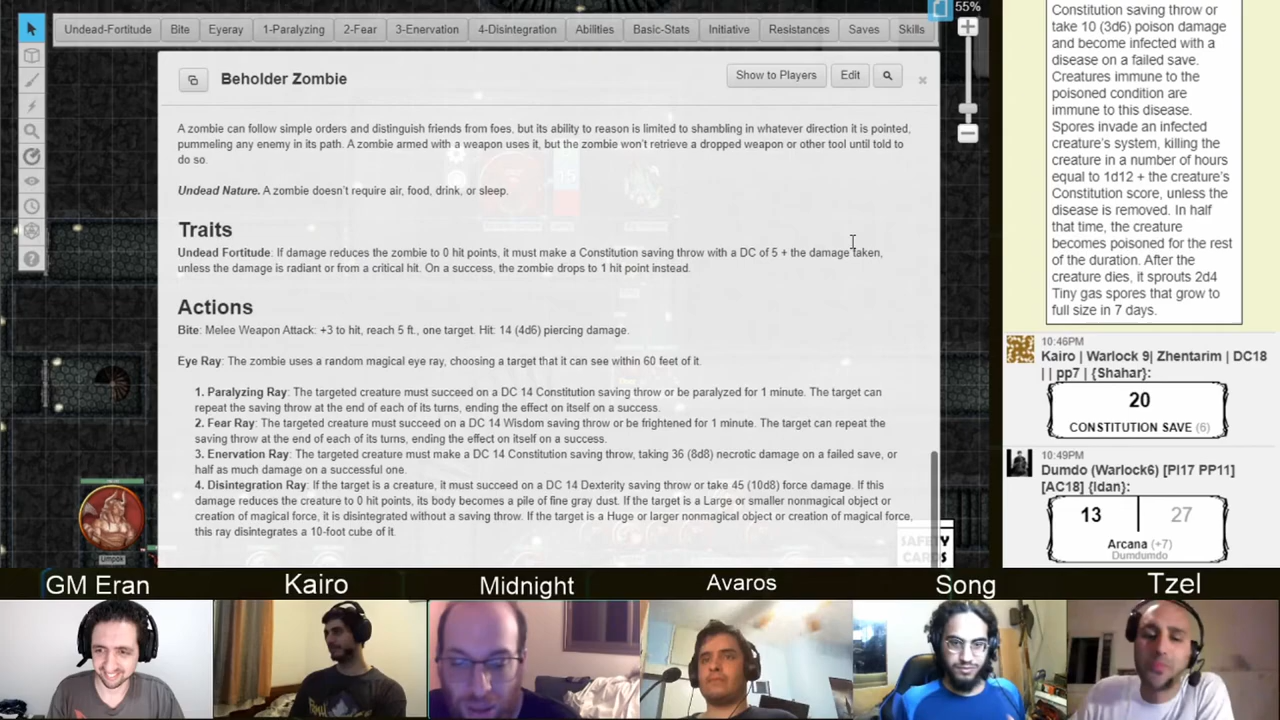 Undead-Fortitude Bite Eyeray 1-Paralyzing 2-Fear 3-Enervation 4-Disintegration Abilities Basic-Stats Initiative Resistances Saves Skills
55%
Beholder Zombie
Show to Players Edit
A zombie can follow simple orders and distinguish friends from foes, but its ability to reason is limited to shambling in whatever direction it is pointed,
pummeling any enemy in its path. A zombie armed with a weapon uses it, but the zombie won't retrieve a dropped weapon or other tool until told to
do so.
Undead Nature. A zombie doesn't require air, food, drink, or sleep.
Traits
Undead Fortitude: If damage reduces the zombie to 0 hit points, it must make a Constitution saving throw with a DC of 5 + the damage taken,
unless the damage is radiant or from a critical hit. On a success, the zombie drops to 1 hit point instead.
Actions
Bite: Melee Weapon Attack: +3 to hit, reach 5 ft., one target. Hit: 14 (4d6) piercing damage.
Eye Ray: The zombie uses a random magical eye ray, choosing a target that it can see within 60 feet of it.
1. Paralyzing Ray: The targeted creature must succeed on a DC 14 Constitution saving throw or be paralyzed for 1 minute. The target can
repeat the saving throw at the end of each of its turns, ending the effect on itself on a success.
2. Fear Ray: The targeted creature must succeed on a DC 14 Wisdom saving throw or be frightened for 1 minute. The target can repeat the
saving throw at the end of each of its turns, ending the effect on itself on a success.
3. Enervation Ray: The targeted creature must make a DC 14 Constitution saving throw, taking 36 (8d8) necrotic damage on a failed save, or
half as much damage on a successful one.
4. Disintegration Ray: If the target is a creature, it must succeed on a DC 14 Dexterity saving throw or take 45 (10d8) force damage. If this
damage reduces the creature to 0 hit points, its body becomes a pile of fine gray dust. If the target is a Large or smaller nonmagical object or
creation of magical force, it is disintegrated without a saving throw. If the target is a Huge or larger nonmagical object or creation of magical force,
this ray disintegrates a 10-foot cube of it.
SAFETY
CARDS
Constitution saving throw or
take 10 (3d6) poison damage
and become infected with a
disease on a failed save.
Creatures immune to the
poisoned condition are
immune to this disease.
Spores invade an infected
creature's system, killing the
creature in a number of hours
equal to 1d12 + the creature's
Constitution score, unless the
disease is removed. In half
that time, the creature
becomes poisoned for the rest
of the duration. After the
creature dies, it sprouts 2d4
Tiny gas spores that grow to
full size in 7 days.
10:46PM
Kairo | Warlock 9| Zhentarim | DC18
| | pp7 | {Shahar}:
20
CONSTITUTION SAVE (6)
10:49PM
Dumdo (Warlock6) [PI17 PP11]
[AC18] {Idan}:
13 27
Arcana (+7)
Dumdumdo
GM Eran Kairo Midnight Avaros Song Tzel